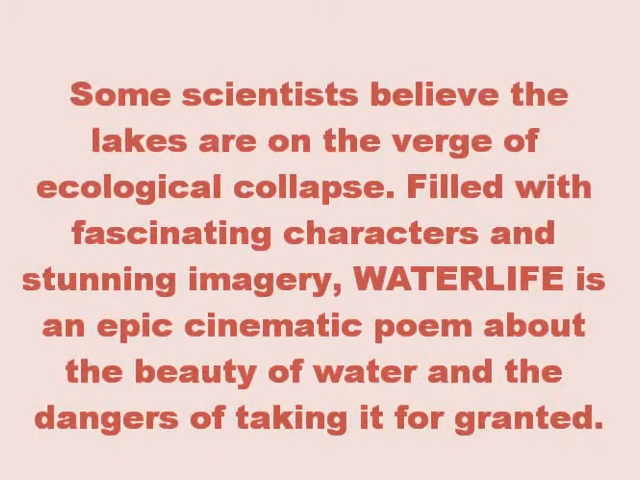 Some scientists believe the
lakes are on the verge of
ecological collapse. Filled with
fascinating characters and
stunning imagery, WATERLIFE is
an epic cinematic poem about
the beauty of water and the
dangers of taking it for granted.